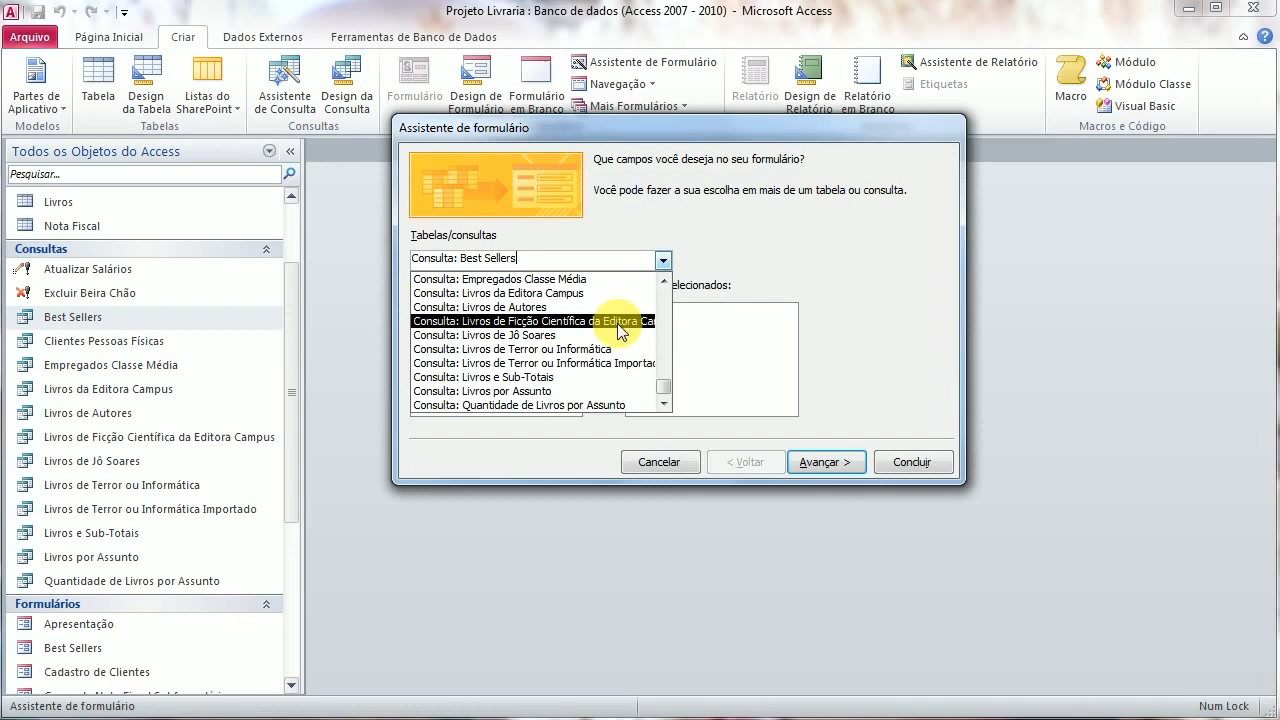 Projeto Livraria : Banco de dados (Access 2007 - 2010) - Microsoft Access
Arquivo
Página Inicial
Criar
Dados Externos
Ferramentas de Banco de Dados
Partes de Aplicativo
Modelos
Tabela
Design da Tabela
Listas do SharePoint
Tabelas
Assistente de Consulta
Design da Consulta
Consultas
Formulário
Design de Formulário
Formulário em Branco
Assistente de Formulário
Navegação
Mais Formulários
Relatório
Design de Relatório
Relatório em Branco
Assistente de Relatório
Etiquetas
Macro
Módulo
Módulo Classe
Visual Basic
Macros e Código
Todos os Objetos do Access
Pesquisar...
Livros
Nota Fiscal
Consultas
Atualizar Salários
Excluir Beira Chão
Best Sellers
Clientes Pessoas Físicas
Empregados Classe Média
Livros da Editora Campus
Livros de Autores
Livros de Ficção Científica da Editora Campus
Livros de Jô Soares
Livros de Terror ou Informática
Livros de Terror ou Informática Importado
Livros e Sub-Totais
Livros por Assunto
Quantidade de Livros por Assunto
Formulários
Apresentação
Best Sellers
Cadastro de Clientes
Assistente de formulário
Que campos você deseja no seu formulário?
Você pode fazer a sua escolha em mais de um tabela ou consulta.
Tabelas/consultas
Consulta: Best Sellers
Consulta: Empregados Classe Média
Consulta: Livros da Editora Campus
Consulta: Livros de Autores
Consulta: Livros de Ficção Científica da Editora Car
Consulta: Livros de Jô Soares
Consulta: Livros de Terror ou Informática
Consulta: Livros de Terror ou Informática Importad
Consulta: Livros e Sub-Totais
Consulta: Livros por Assunto
Consulta: Quantidade de Livros por Assunto
elecionados:
Cancelar
< Voltar
Avançar >
Concluir
Assistente de formulário
Num Lock